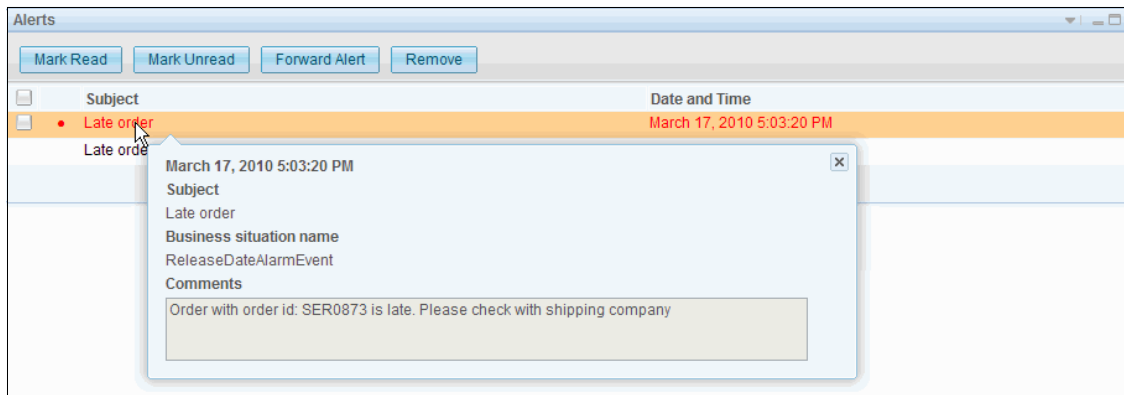 Alerts
Mark Read Mark Unread Forward Alert Remove
Subject Date and Time
Late order March 17, 2010 5:03:20 PM
Late orde
March 17, 2010 5:03:20 PM
Subject
Late order
Business situation name
ReleaseDateAlarmEvent
Comments
Order with order id: SER0873 is late. Please check with shipping company